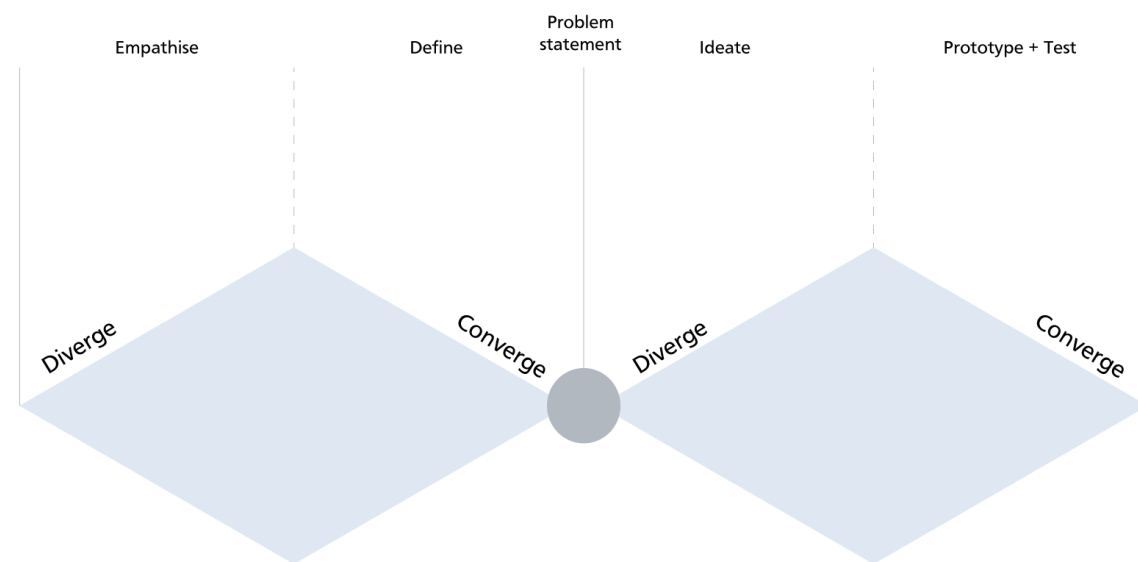 Empathise
Define
Problem
statement
Ideate
Prototype + Test
Diverge
Converge
Diverge
Converge